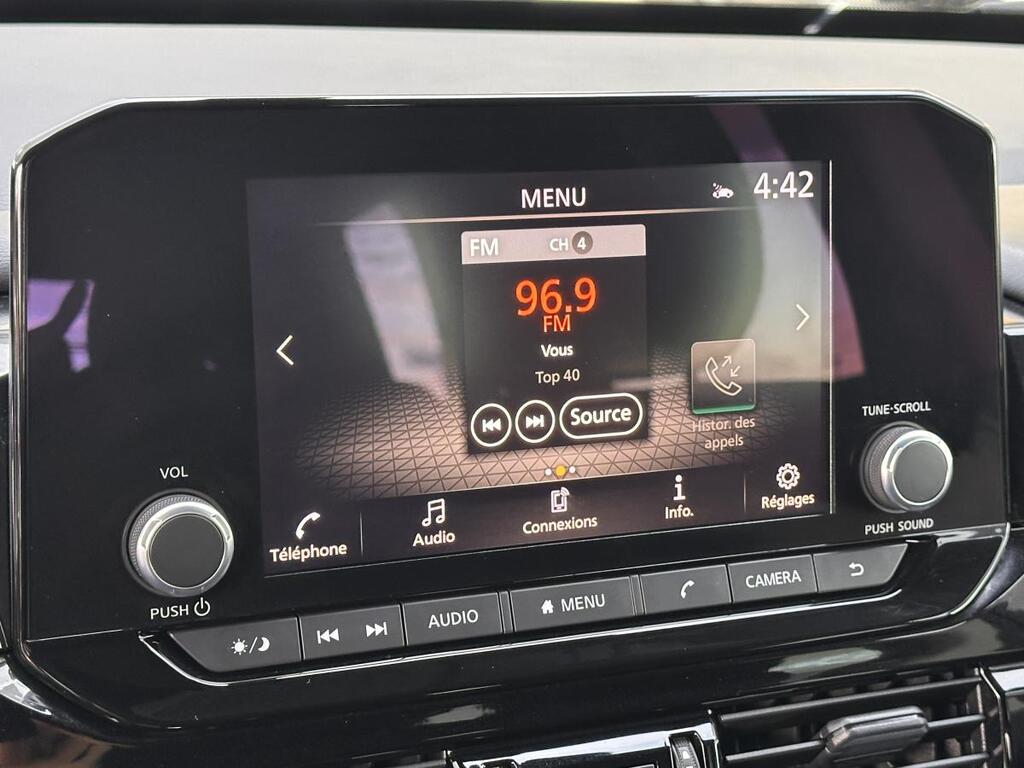 MENU
4:42
FM CH 4
96.9
FM
Vous
Top 40
Source
Histor. des
appels
Téléphone
Audio
Connexions
Info.
Réglages
VOL
PUSH
TUNE·SCROLL
PUSH SOUND
AUDIO
MENU
CAMERA